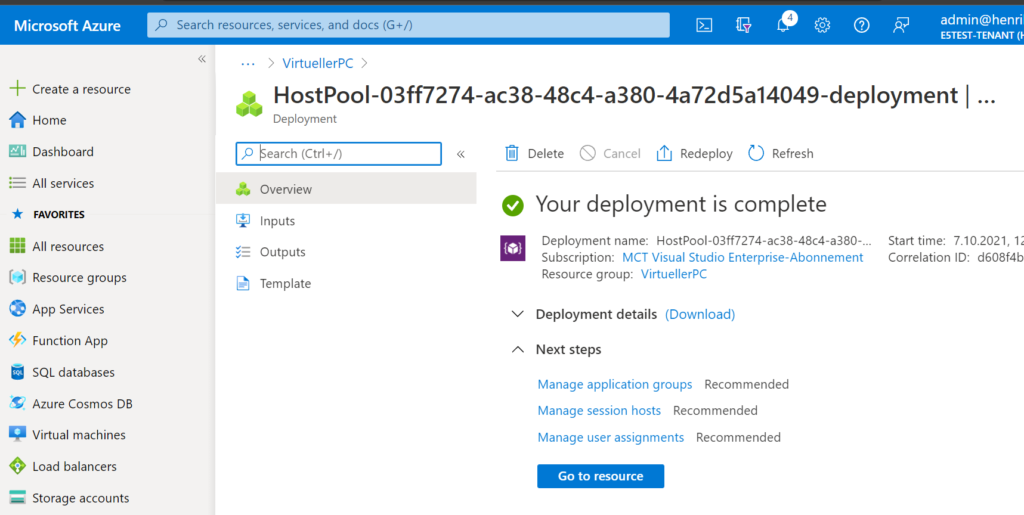 Microsoft Azure
Search resources, services, and docs (G+/)
4
admin@henri
ESTEST-TENANT (H
Create a resource
Home
Dashboard
All services
FAVORITES
All resources
Resource groups
App Services
Function App
SQL databases
Azure Cosmos DB
Virtual machines
Load balancers
Storage accounts
... > VirtuellerPC >
HostPool-03ff7274-ac38-48c4-a380-4a72d5a14049-deployment | ...
Deployment
Search (Ctrl+/)
Overview
Inputs
Outputs
Template
Delete Cancel Redeploy Refresh
Your deployment is complete
Deployment name: HostPool-03ff7274-ac38-48c4-a380-... Start time: 7.10.2021, 12
Subscription: MCT Visual Studio Enterprise-Abonnement Correlation ID: d608f4b
Resource group: VirtuellerPC
Deployment details (Download)
Next steps
Manage application groups Recommended
Manage session hosts Recommended
Manage user assignments Recommended
Go to resource